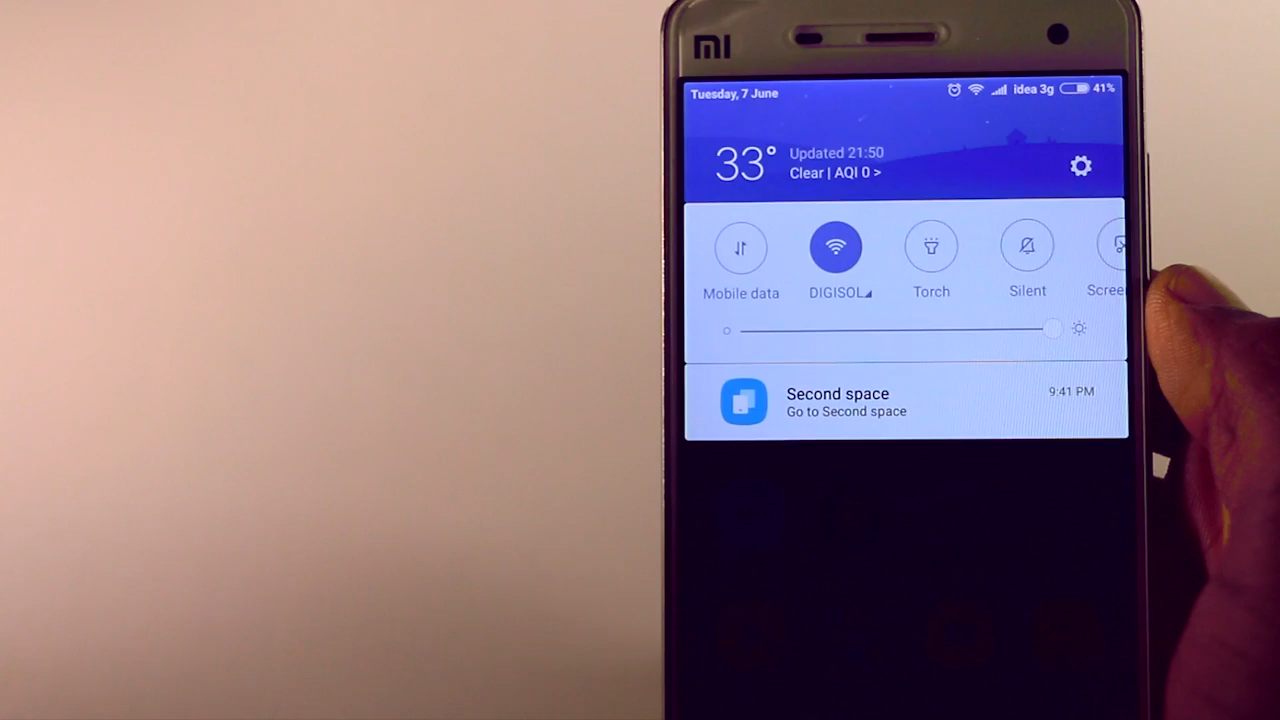 mi
Tuesday, 7 June
idea 3g 41%
33°
Updated 21:50
Clear | AQI 0 >
Mobile data
DIGISOL
Torch
Silent
Scree
Second space
Go to Second space
9:41 PM